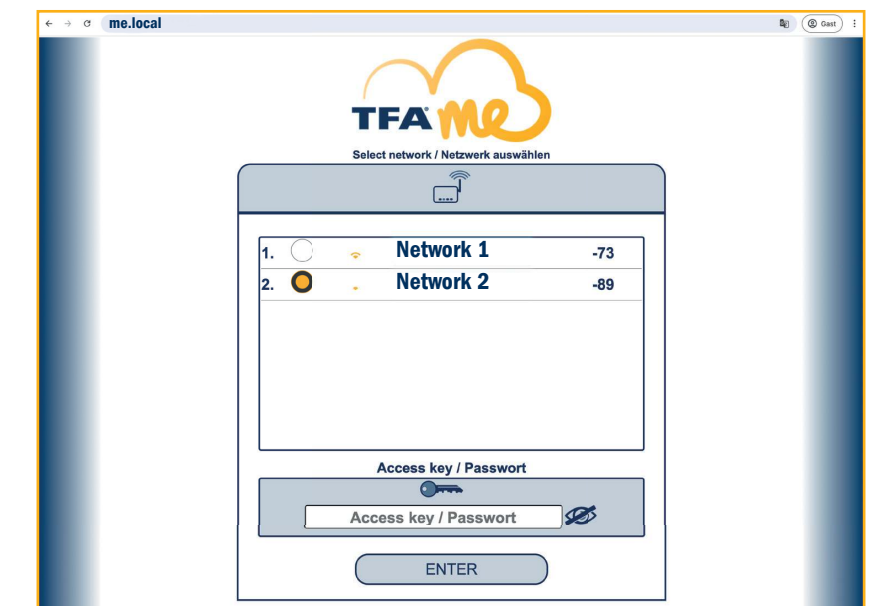 me.local
Gast
TFA® me
Select network / Netzwerk auswählen
1. Network 1 -73
2. Network 2 -89
Access key / Passwort
Access key / Passwort
ENTER